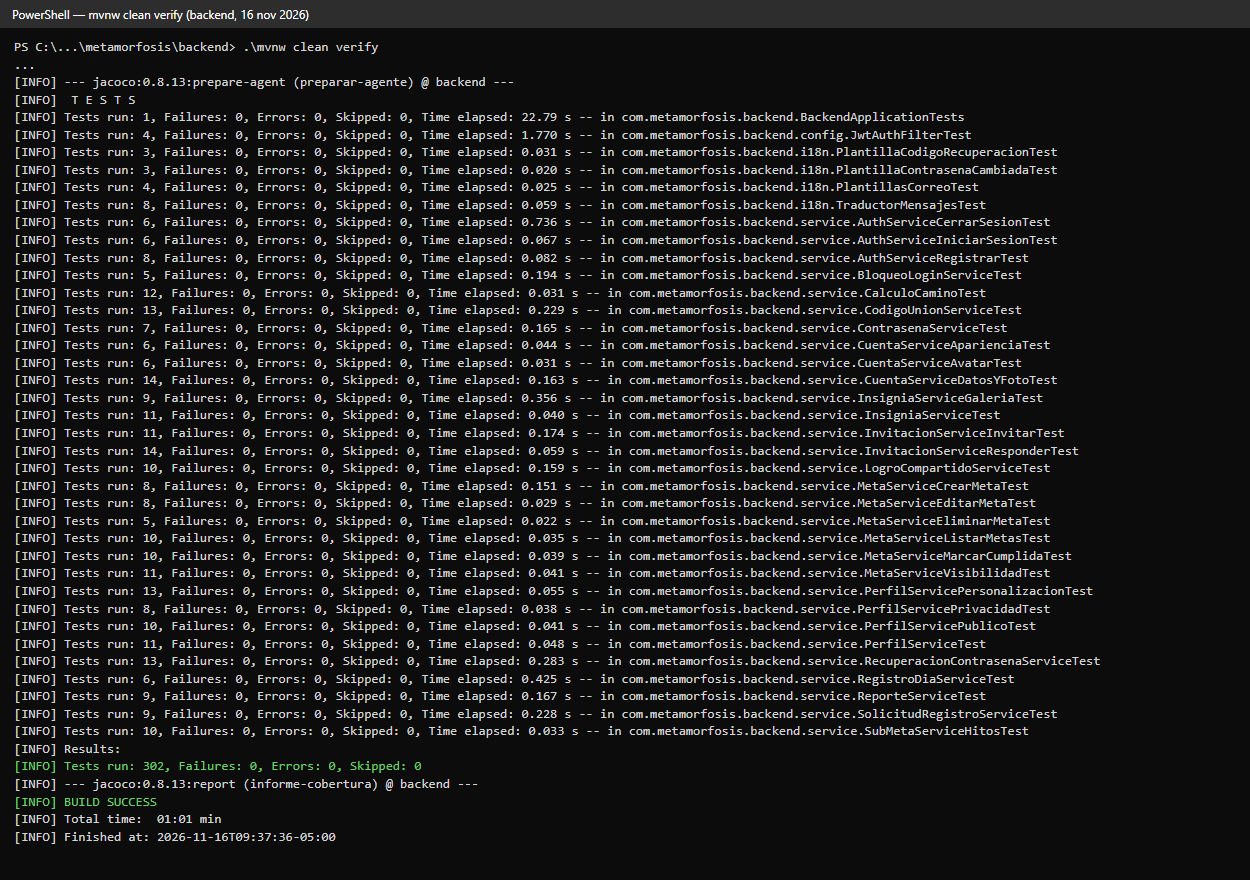 PowerShell — mvnw clean verify (backend, 16 nov 2026)
PS C:\...\metamorfosis\backend> .\mvnw clean verify
...
[INFO] --- jacoco:0.8.13:prepare-agent (preparar-agente) @ backend ---
[INFO]  T E S T S
[INFO] Tests run: 1, Failures: 0, Errors: 0, Skipped: 0, Time elapsed: 22.79 s -- in com.metamorfosis.backend.BackendApplicationTests
[INFO] Tests run: 4, Failures: 0, Errors: 0, Skipped: 0, Time elapsed: 1.770 s -- in com.metamorfosis.backend.config.JwtAuthFilterTest
[INFO] Tests run: 3, Failures: 0, Errors: 0, Skipped: 0, Time elapsed: 0.031 s -- in com.metamorfosis.backend.i18n.PlantillaCodigoRecuperacionTest
[INFO] Tests run: 3, Failures: 0, Errors: 0, Skipped: 0, Time elapsed: 0.020 s -- in com.metamorfosis.backend.i18n.PlantillaContrasenaCambiadaTest
[INFO] Tests run: 4, Failures: 0, Errors: 0, Skipped: 0, Time elapsed: 0.025 s -- in com.metamorfosis.backend.i18n.PlantillasCorreoTest
[INFO] Tests run: 8, Failures: 0, Errors: 0, Skipped: 0, Time elapsed: 0.059 s -- in com.metamorfosis.backend.i18n.TraductorMensajesTest
[INFO] Tests run: 6, Failures: 0, Errors: 0, Skipped: 0, Time elapsed: 0.736 s -- in com.metamorfosis.backend.service.AuthServiceCerrarSesionTest
[INFO] Tests run: 6, Failures: 0, Errors: 0, Skipped: 0, Time elapsed: 0.067 s -- in com.metamorfosis.backend.service.AuthServiceIniciarSesionTest
[INFO] Tests run: 8, Failures: 0, Errors: 0, Skipped: 0, Time elapsed: 0.082 s -- in com.metamorfosis.backend.service.AuthServiceRegistrarTest
[INFO] Tests run: 5, Failures: 0, Errors: 0, Skipped: 0, Time elapsed: 0.194 s -- in com.metamorfosis.backend.service.BloqueoLoginServiceTest
[INFO] Tests run: 12, Failures: 0, Errors: 0, Skipped: 0, Time elapsed: 0.031 s -- in com.metamorfosis.backend.service.CalculoCaminoTest
[INFO] Tests run: 13, Failures: 0, Errors: 0, Skipped: 0, Time elapsed: 0.229 s -- in com.metamorfosis.backend.service.CodigoUnionServiceTest
[INFO] Tests run: 7, Failures: 0, Errors: 0, Skipped: 0, Time elapsed: 0.165 s -- in com.metamorfosis.backend.service.ContrasenaServiceTest
[INFO] Tests run: 6, Failures: 0, Errors: 0, Skipped: 0, Time elapsed: 0.044 s -- in com.metamorfosis.backend.service.CuentaServiceAparienciaTest
[INFO] Tests run: 6, Failures: 0, Errors: 0, Skipped: 0, Time elapsed: 0.031 s -- in com.metamorfosis.backend.service.CuentaServiceAvatarTest
[INFO] Tests run: 14, Failures: 0, Errors: 0, Skipped: 0, Time elapsed: 0.163 s -- in com.metamorfosis.backend.service.CuentaServiceDatosYFotoTest
[INFO] Tests run: 9, Failures: 0, Errors: 0, Skipped: 0, Time elapsed: 0.356 s -- in com.metamorfosis.backend.service.InsigniaServiceGaleriaTest
[INFO] Tests run: 11, Failures: 0, Errors: 0, Skipped: 0, Time elapsed: 0.040 s -- in com.metamorfosis.backend.service.InsigniaServiceTest
[INFO] Tests run: 11, Failures: 0, Errors: 0, Skipped: 0, Time elapsed: 0.174 s -- in com.metamorfosis.backend.service.InvitacionServiceInvitarTest
[INFO] Tests run: 14, Failures: 0, Errors: 0, Skipped: 0, Time elapsed: 0.059 s -- in com.metamorfosis.backend.service.InvitacionServiceResponderTest
[INFO] Tests run: 10, Failures: 0, Errors: 0, Skipped: 0, Time elapsed: 0.159 s -- in com.metamorfosis.backend.service.LogroCompartidoServiceTest
[INFO] Tests run: 8, Failures: 0, Errors: 0, Skipped: 0, Time elapsed: 0.151 s -- in com.metamorfosis.backend.service.MetaServiceCrearMetaTest
[INFO] Tests run: 8, Failures: 0, Errors: 0, Skipped: 0, Time elapsed: 0.029 s -- in com.metamorfosis.backend.service.MetaServiceEditarMetaTest
[INFO] Tests run: 5, Failures: 0, Errors: 0, Skipped: 0, Time elapsed: 0.022 s -- in com.metamorfosis.backend.service.MetaServiceEliminarMetaTest
[INFO] Tests run: 10, Failures: 0, Errors: 0, Skipped: 0, Time elapsed: 0.035 s -- in com.metamorfosis.backend.service.MetaServiceListarMetasTest
[INFO] Tests run: 10, Failures: 0, Errors: 0, Skipped: 0, Time elapsed: 0.039 s -- in com.metamorfosis.backend.service.MetaServiceMarcarCumplidaTest
[INFO] Tests run: 11, Failures: 0, Errors: 0, Skipped: 0, Time elapsed: 0.041 s -- in com.metamorfosis.backend.service.MetaServiceVisibilidadTest
[INFO] Tests run: 13, Failures: 0, Errors: 0, Skipped: 0, Time elapsed: 0.055 s -- in com.metamorfosis.backend.service.PerfilServicePersonalizacionTest
[INFO] Tests run: 8, Failures: 0, Errors: 0, Skipped: 0, Time elapsed: 0.038 s -- in com.metamorfosis.backend.service.PerfilServicePrivacidadTest
[INFO] Tests run: 10, Failures: 0, Errors: 0, Skipped: 0, Time elapsed: 0.041 s -- in com.metamorfosis.backend.service.PerfilServicePublicoTest
[INFO] Tests run: 11, Failures: 0, Errors: 0, Skipped: 0, Time elapsed: 0.048 s -- in com.metamorfosis.backend.service.PerfilServiceTest
[INFO] Tests run: 13, Failures: 0, Errors: 0, Skipped: 0, Time elapsed: 0.283 s -- in com.metamorfosis.backend.service.RecuperacionContrasenaServiceTest
[INFO] Tests run: 6, Failures: 0, Errors: 0, Skipped: 0, Time elapsed: 0.425 s -- in com.metamorfosis.backend.service.RegistroDiaServiceTest
[INFO] Tests run: 9, Failures: 0, Errors: 0, Skipped: 0, Time elapsed: 0.167 s -- in com.metamorfosis.backend.service.ReporteServiceTest
[INFO] Tests run: 9, Failures: 0, Errors: 0, Skipped: 0, Time elapsed: 0.228 s -- in com.metamorfosis.backend.service.SolicitudRegistroServiceTest
[INFO] Tests run: 10, Failures: 0, Errors: 0, Skipped: 0, Time elapsed: 0.033 s -- in com.metamorfosis.backend.service.SubMetaServiceHitosTest
[INFO] Results:
[INFO] Tests run: 302, Failures: 0, Errors: 0, Skipped: 0
[INFO] --- jacoco:0.8.13:report (informe-cobertura) @ backend ---
[INFO] BUILD SUCCESS
[INFO] Total time:  01:01 min
[INFO] Finished at: 2026-11-16T09:37:36-05:00